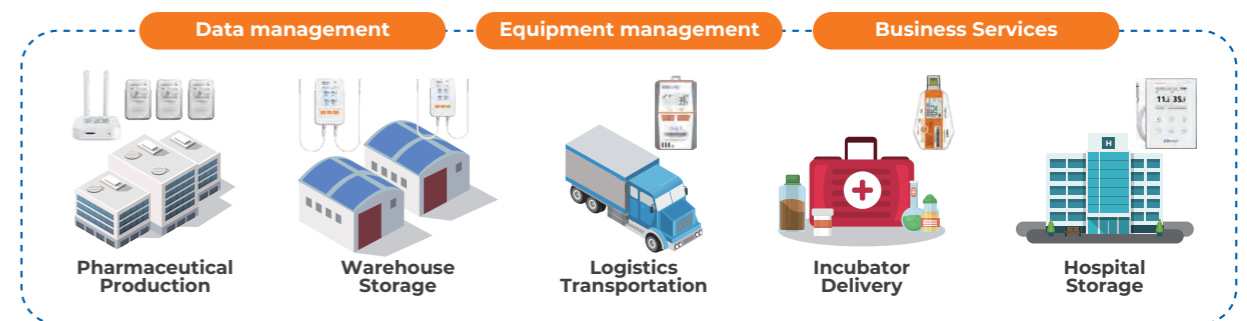 Data management
Equipment management
Business Services
H
Pharmaceutical
Production
Warehouse
Storage
Logistics
Transportation
Incubator
Delivery
Hospital
Storage